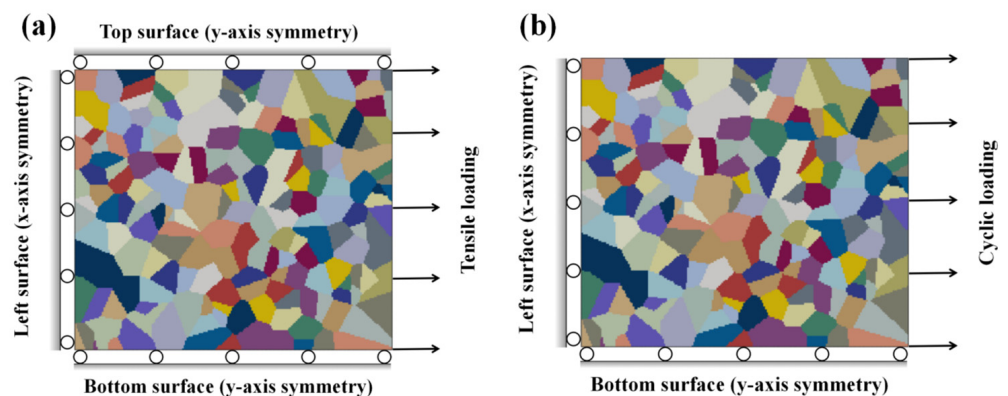 (a)
Top surface (y-axis symmetry)
Left surface (x-axis symmetry)
Tensile loading
Bottom surface (y-axis symmetry)
(b)
Left surface (x-axis symmetry)
Cyclic loading
Bottom surface (y-axis symmetry)